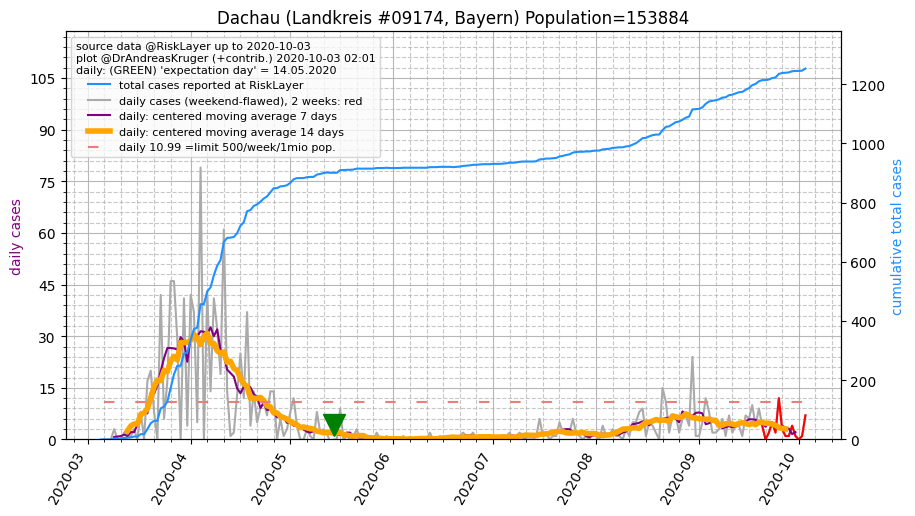 Dachau (Landkreis #09174, Bayern) Population=153884
source data @RiskLayer up to 2020-10-03
plot @DrAndreasKruger (+contrib.) 2020-10-03 02:01
daily: (GREEN) 'expectation day' = 14.05.2020
total cases reported at RiskLayer
daily cases (weekend-flawed), 2 weeks: red
daily: centered moving average 7 days
daily: centered moving average 14 days
daily 10.99 =limit 500/week/1mio pop.
daily cases
105
90
75
60
45
30
15
0
cumulative total cases
1200
1000
800
600
400
200
0
2020-03
2020-04
2020-05
2020-06
2020-07
2020-08
2020-09
2020-10